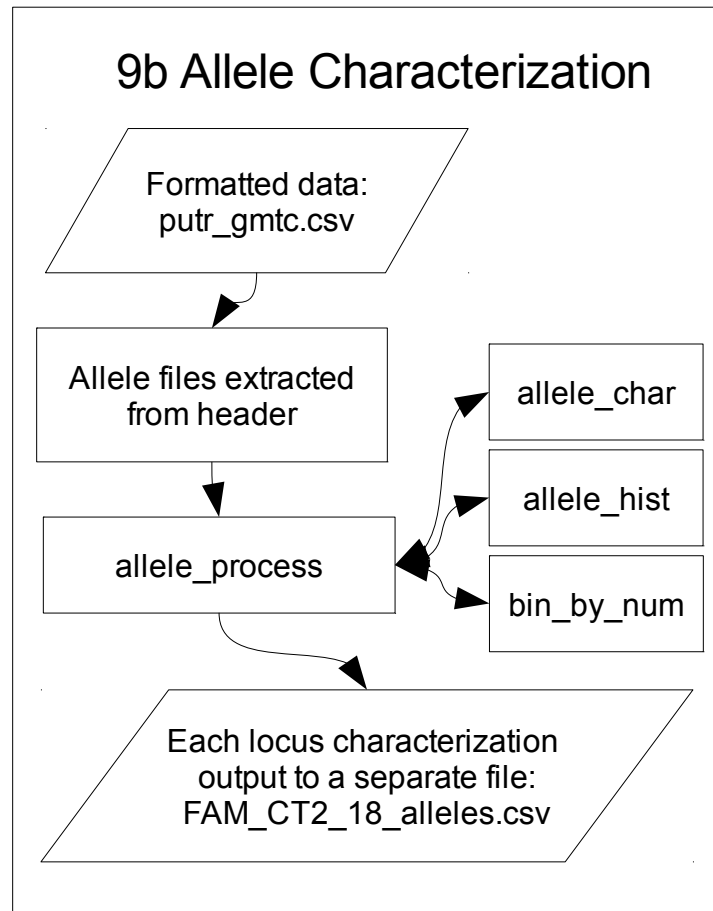 9b Allele Characterization
Formatted data:
putr_gmtc.csv
Allele files extracted
from header
allele_char
allele_hist
allele_process
bin_by_num
Each locus characterization
output to a separate file:
FAM_CT2_18_alleles.csv